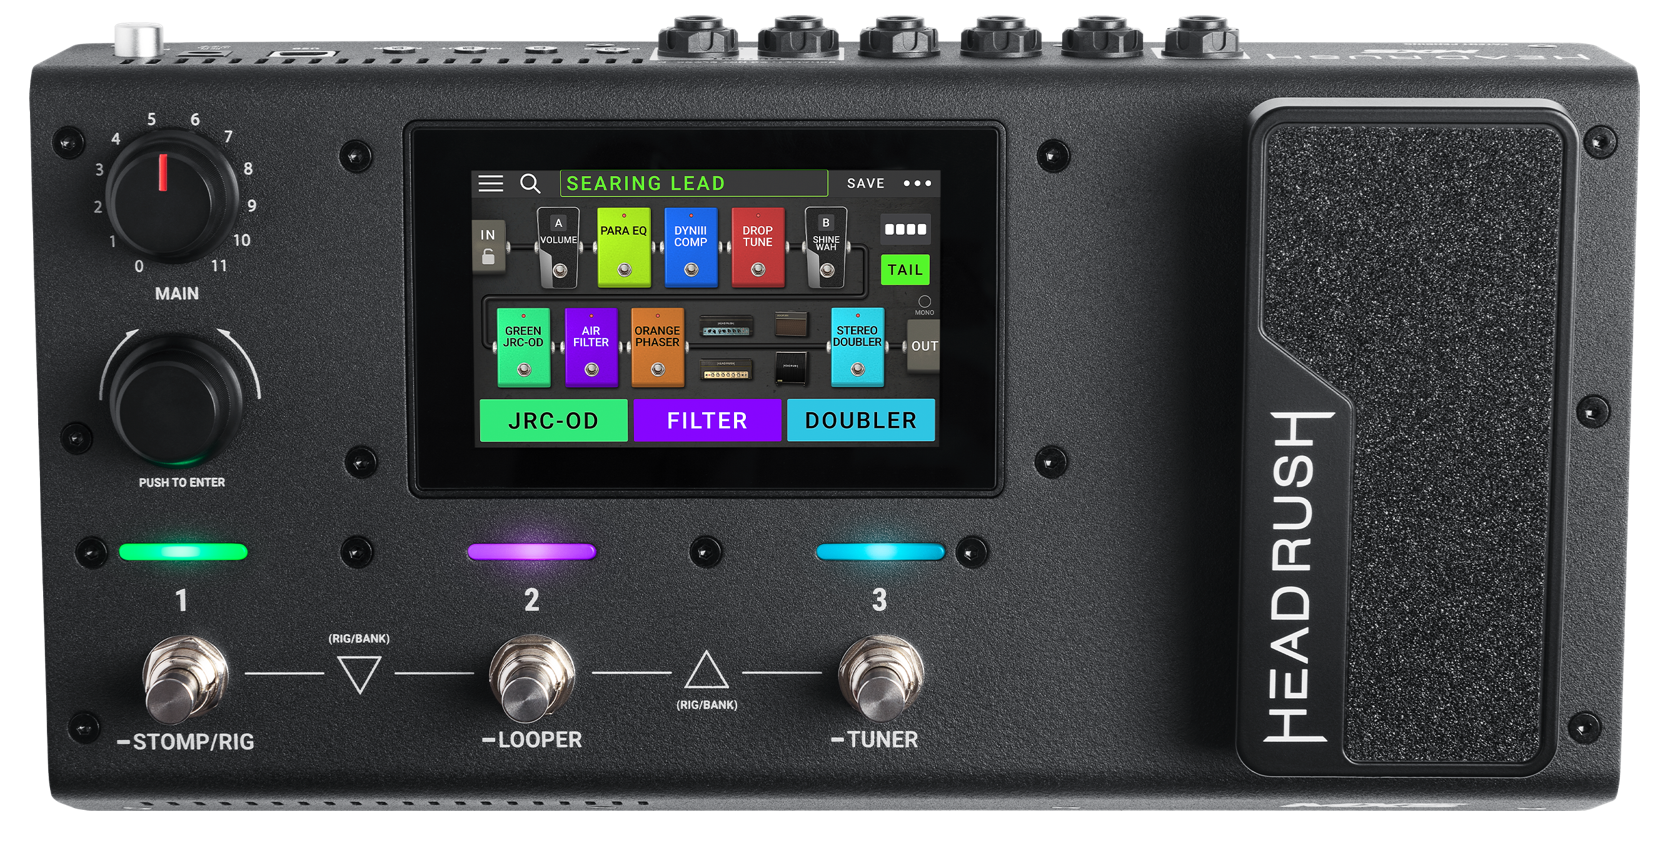 5 6
4 7
3 8
2 9
1 10
0 11
MAIN
PUSH TO ENTER
SEARING LEAD
SAVE
IN
A
VOLUME
PARA EQ
DYNIII
COMP
DROP
TUNE
B
SHINE
WAH
TAIL
MONO
GREEN
JRC-OD
AIR
FILTER
ORANGE
PHASER
STEREO
DOUBLER
OUT
JRC-OD
FILTER
DOUBLER
1
2
3
(RIG/BANK)
(RIG/BANK)
–STOMP/RIG
–LOOPER
–TUNER
HEADRUSH
HEADRUSH